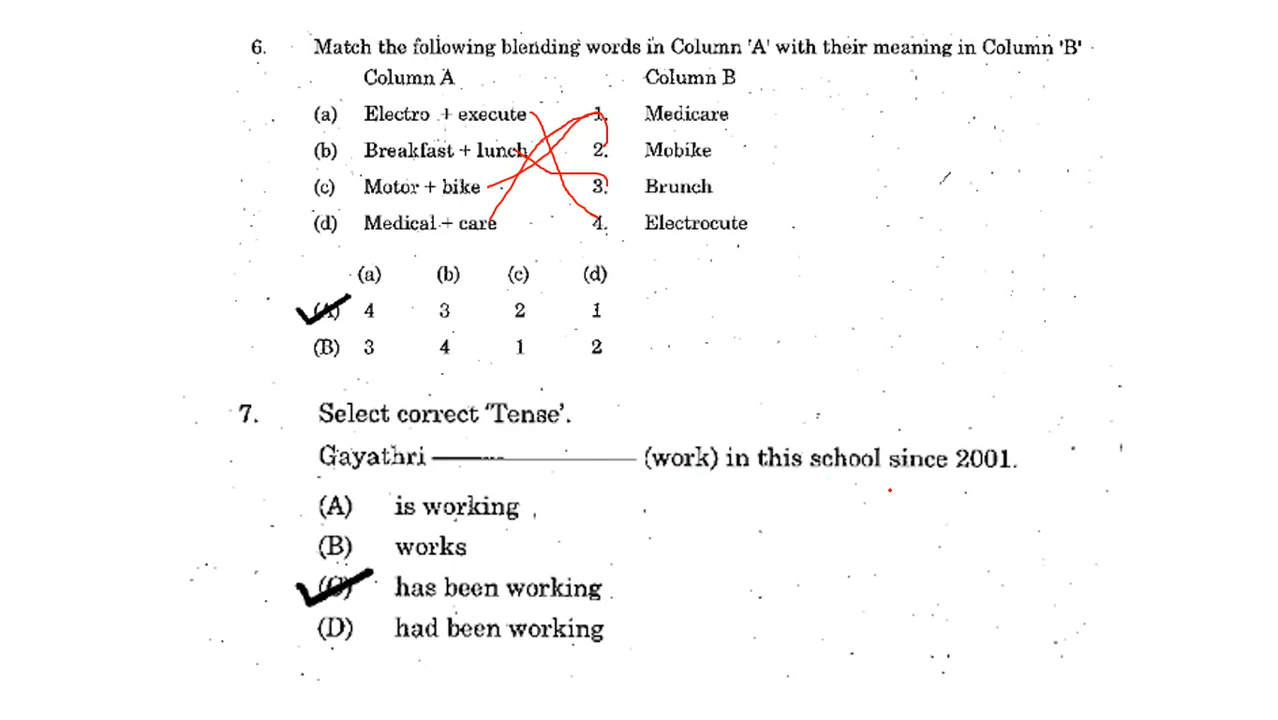 6. Match the following blending words in Column 'A' with their meaning in Column 'B'
Column A Column B
(a) Electro + execute 1. Medicare
(b) Breakfast + lunch 2. Mobike
(c) Motor + bike 3. Brunch
(d) Medical + care 4. Electrocute
(a) (b) (c) (d)
(A) 4 3 2 1
(B) 3 4 1 2
7. Select correct 'Tense'.
Gayathri ———— (work) in this school since 2001.
(A) is working
(B) works
(C) has been working
(D) had been working